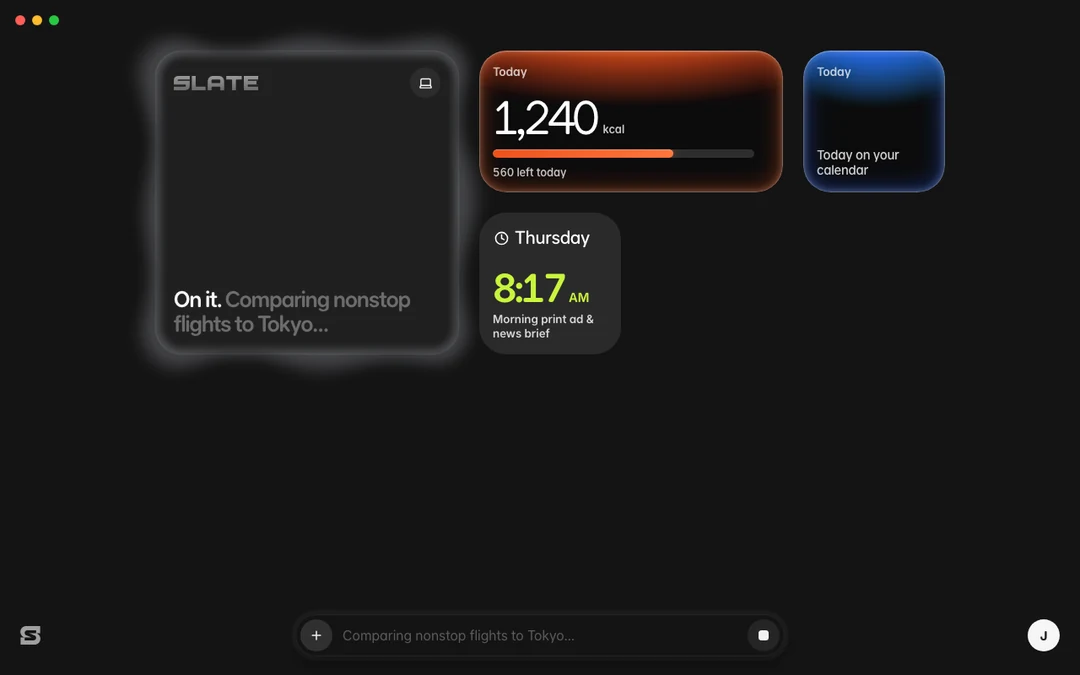 SLATE
On it. Comparing nonstop
flights to Tokyo...
Today
1,240 kcal
560 left today
Today
Today on your
calendar
Thursday
8:17 AM
Morning print ad &
news brief
S
Comparing nonstop flights to Tokyo...
J